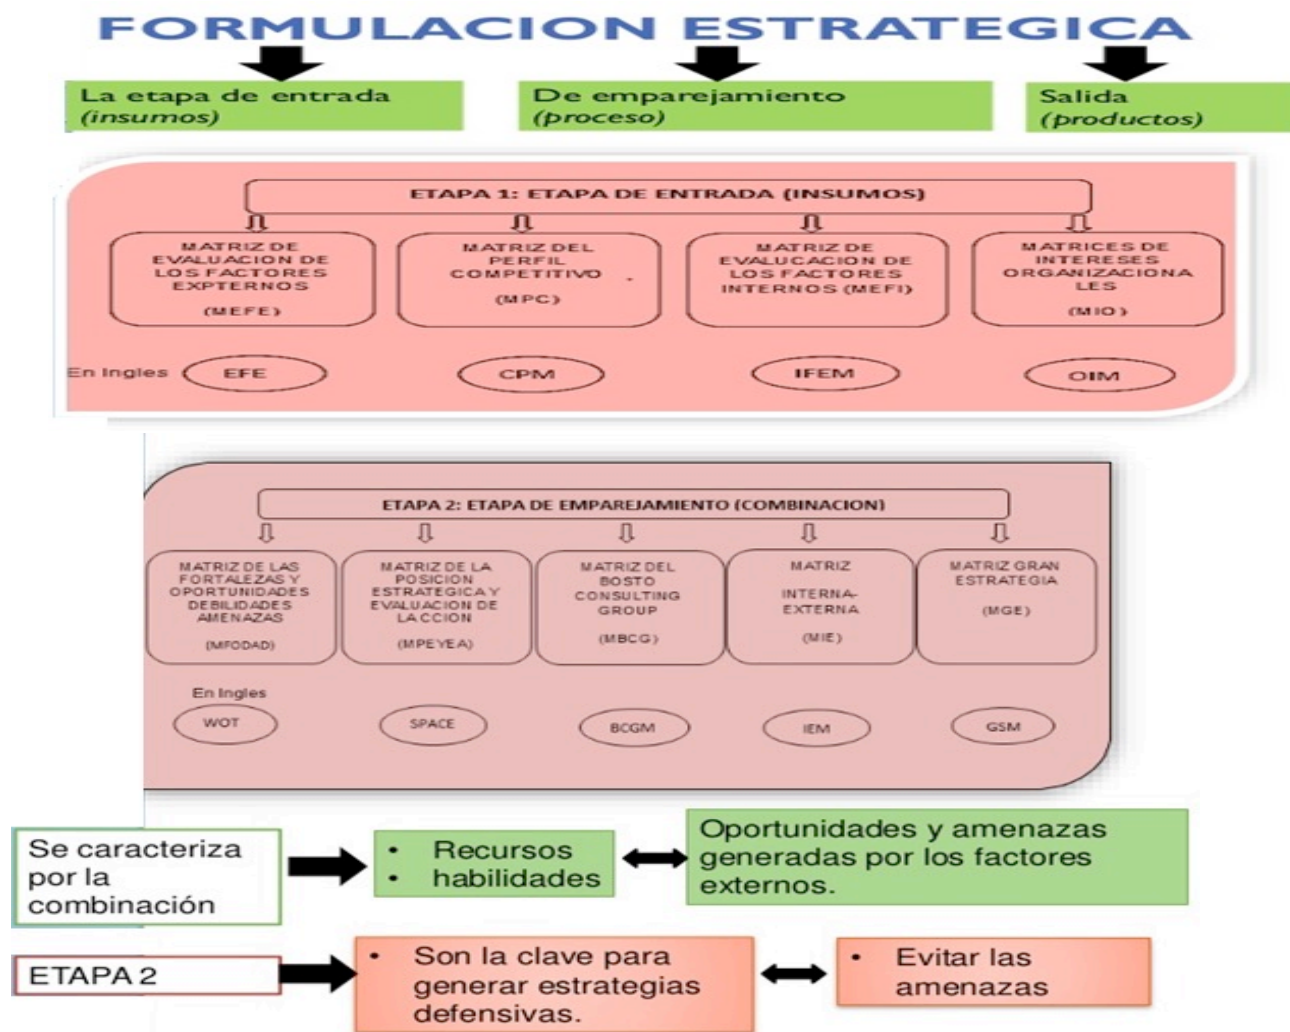 FORMULACION ESTRATEGICA
La etapa de entrada
(insumos)
De emparejamiento
(proceso)
Salida
(productos)
ETAPA 1: ETAPA DE ENTRADA (INSUMOS)
MATRIZ DE
EVALUACION DE
LOS FACTORES
EXPTERNOS
(MEFE)
MATRIZ DEL
PERFIL
COMPETITIVO
(MPC)
MATRIZ DE
EVALUCACION DE
LOS FACTORES
INTERNOS (MEFI)
MATRICES DE
INTERESES
ORGANIZACIONA
LES
(MIO)
En Ingles
EFE
CPM
IFEM
OIM
ETAPA 2: ETAPA DE EMPAREJAMIENTO (COMBINACION)
MATRIZ DE LAS
FORTALEZAS Y
OPORTUNIDADES
DEBILIDADES
AMENAZAS
(MFODAD)
MATRIZ DE LA
POSICION
ESTRATEGICA Y
EVALUACION DE
LA CCION
(MPEYEA)
MATRIZ DEL
BOSTO
CONSULTING
GROUP
(MBCG)
MATRIZ
INTERNA-
EXTERNA
(MIE)
MATRIZ GRAN
ESTRATEGIA
(MGE)
En Ingles
WOT
SPACE
BCGM
IEM
GSM
Se caracteriza
por la
combinación
• Recursos
• habilidades
Oportunidades y amenazas
generadas por los factores
externos.
ETAPA 2
• Son la clave para
generar estrategias
defensivas.
• Evitar las
amenazas